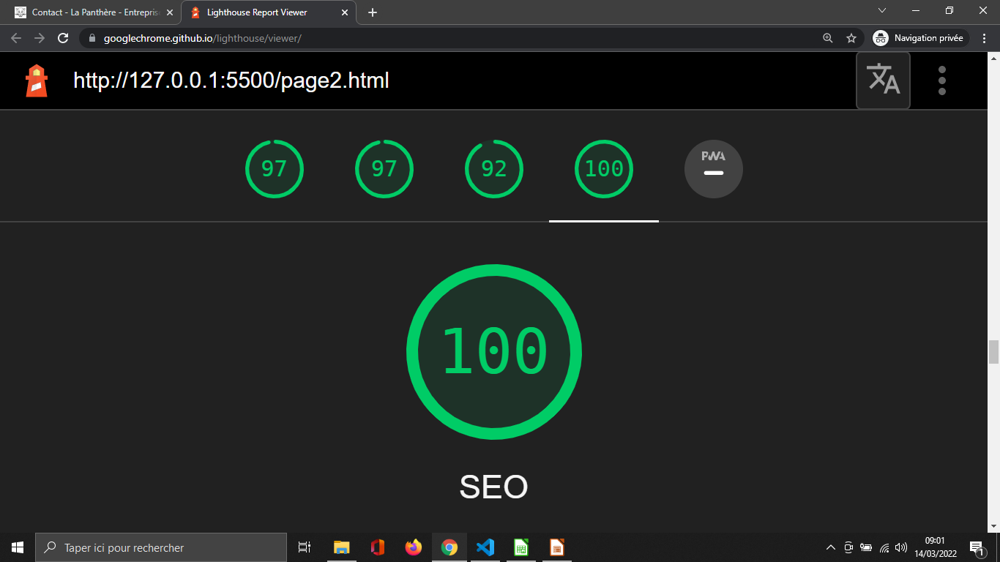 Contact - La Panthère - Entrepris
Lighthouse Report Viewer
googlechrome.github.io/lighthouse/viewer/
Navigation privée
http://127.0.0.1:5500/page2.html
97
97
92
100
PWA
100
SEO
Taper ici pour rechercher
09:01
14/03/2022
1